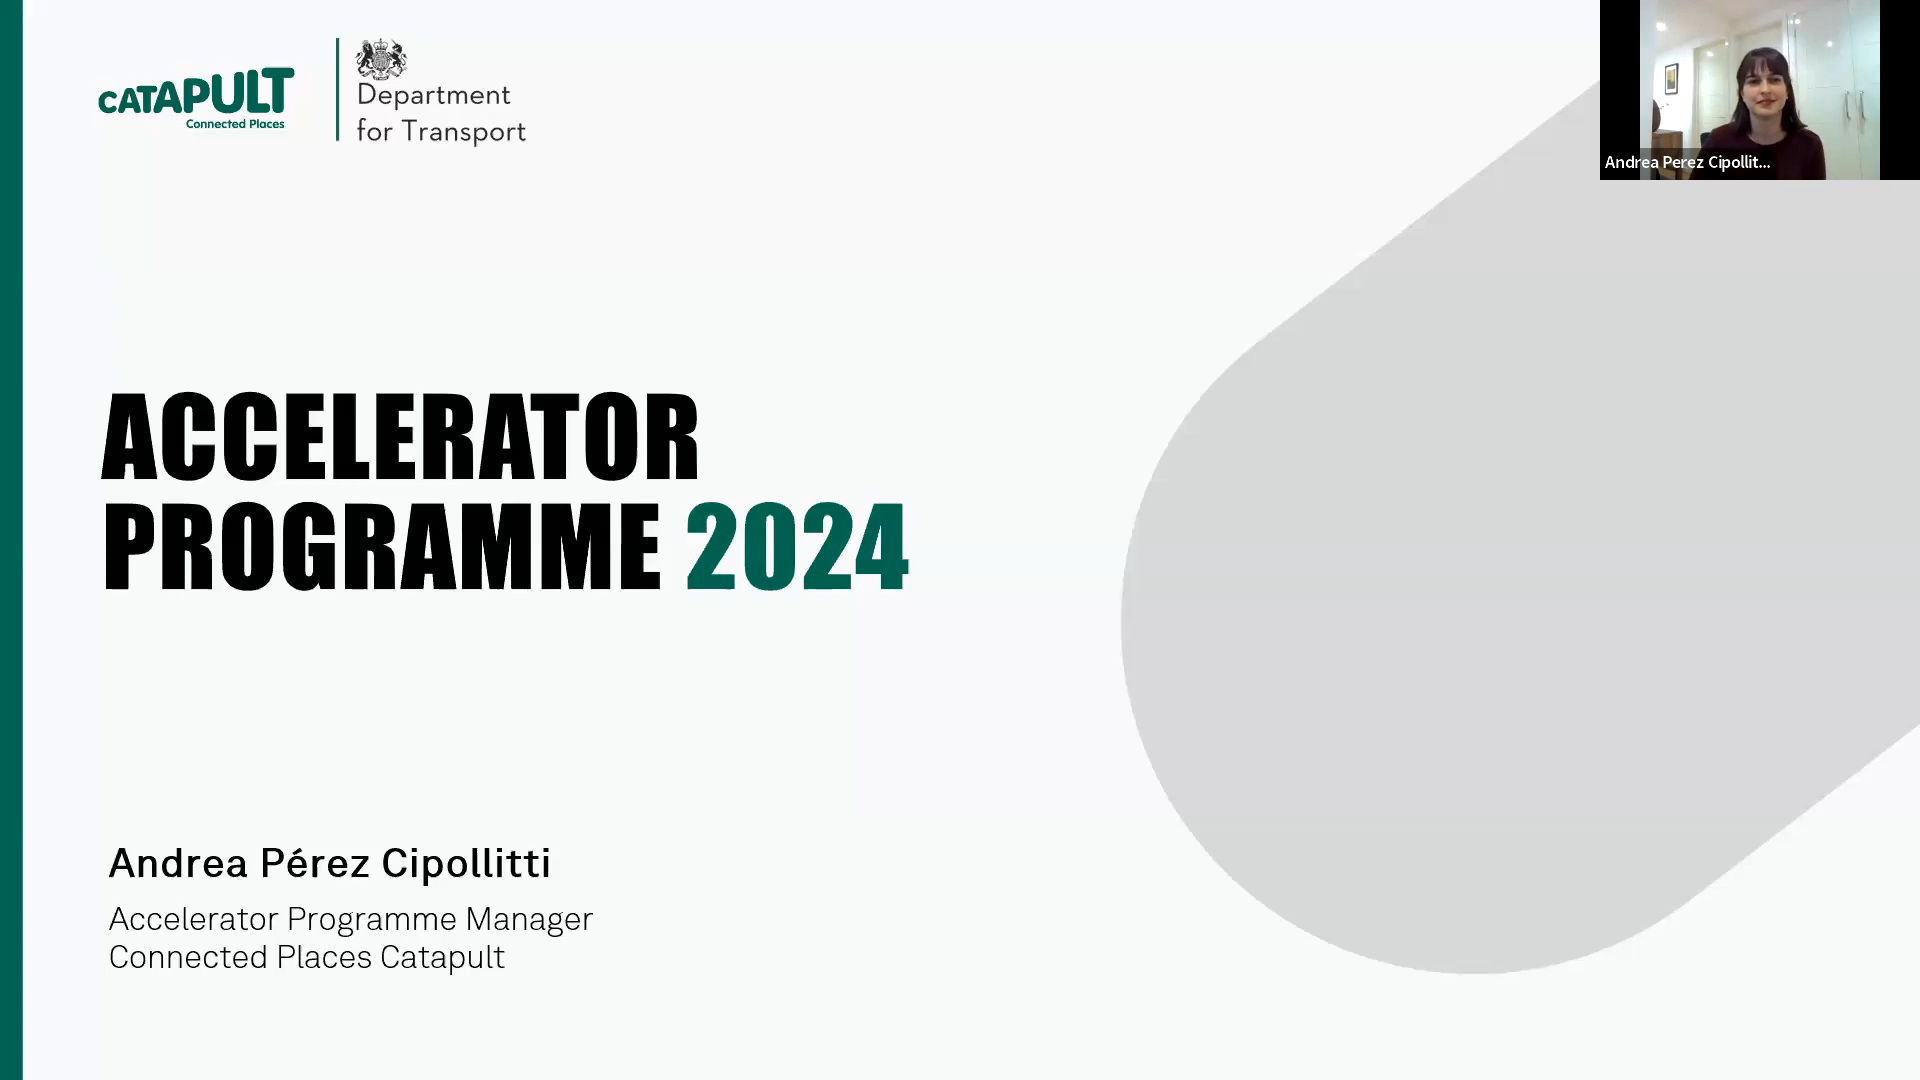 CATAPULT
Connected Places
Department
for Transport
Andrea Perez Cipollit...
ACCELERATOR
PROGRAMME 2024
Andrea Pérez Cipollitti
Accelerator Programme Manager
Connected Places Catapult